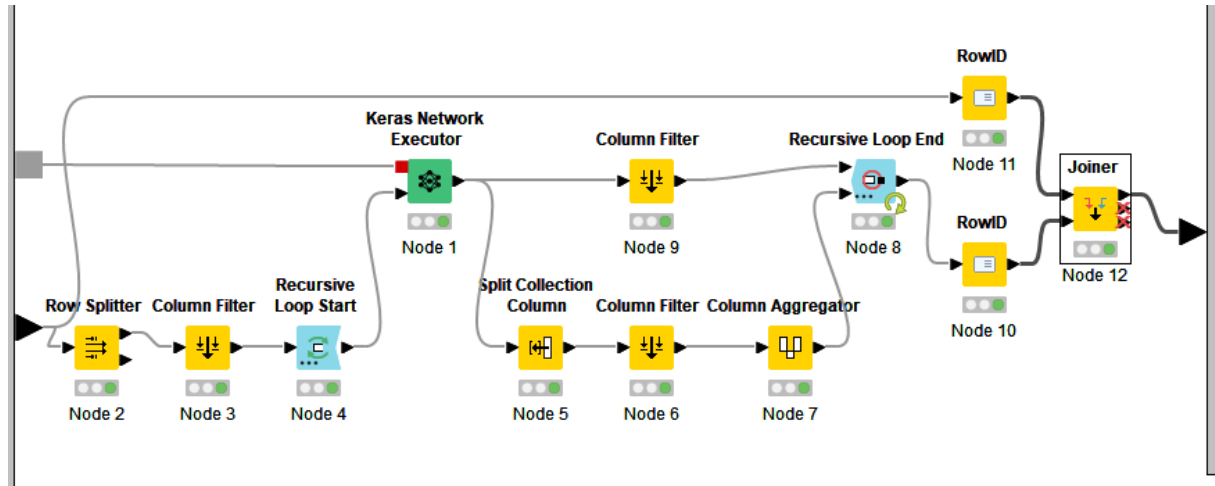 RowID
Node 11
Keras Network
Executor
Node 1
Column Filter
Node 9
Recursive Loop End
Node 8
Joiner
Node 12
RowID
Node 10
Row Splitter
Node 2
Column Filter
Node 3
Recursive
Loop Start
Node 4
Split Collection
Column
Node 5
Column Filter
Node 6
Column Aggregator
Node 7